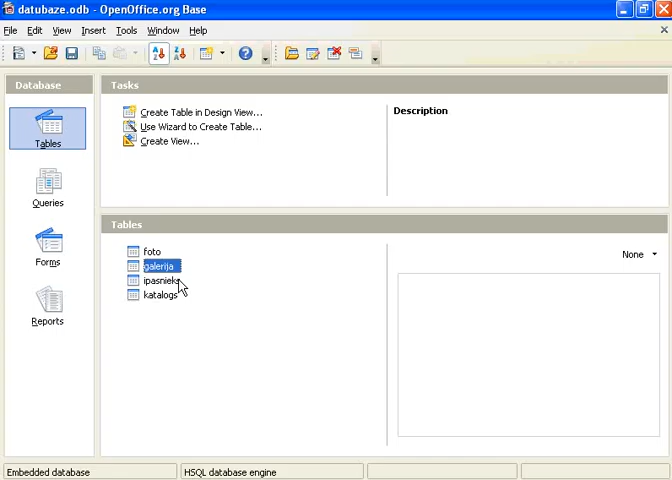 datubaze.odb - OpenOffice.org Base
File Edit View Insert Tools Window Help
Database
Tasks
Create Table in Design View...
Use Wizard to Create Table...
Create View...
Description
Tables
Queries
Forms
Reports
Tables
foto
galerija
ipasnieks
katalogs
None
Embedded database
HSQL database engine